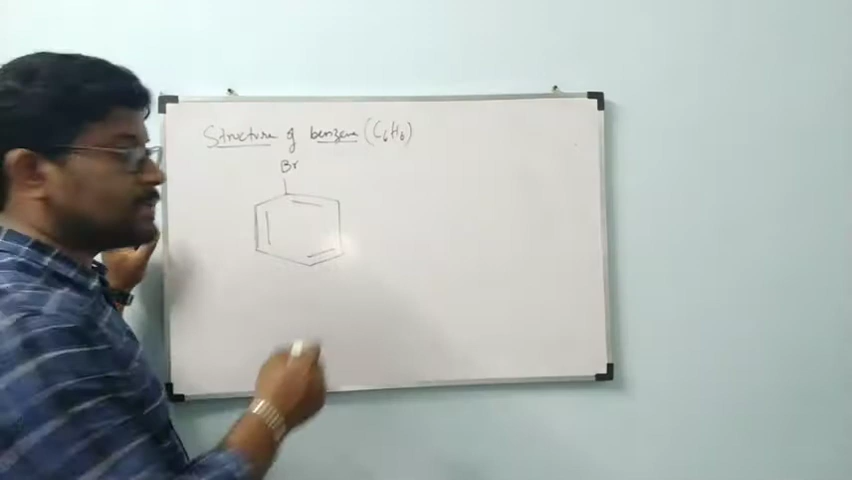 Structure of benzene (C₆H₆)
Br